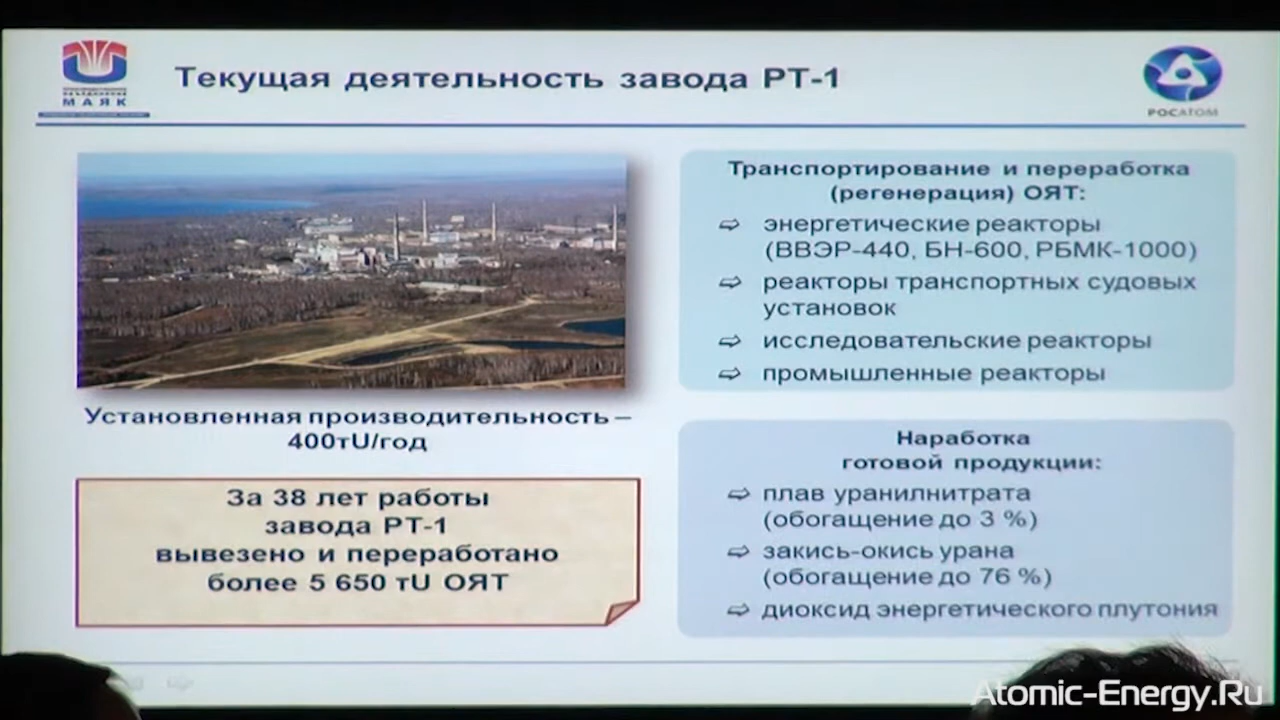 МАЯК
Текущая деятельность завода РТ-1
РОСАТОМ
Установленная производительность –
400тU/год
За 38 лет работы
завода РТ-1
вывезено и переработано
более 5 650 тU ОЯТ
Транспортирование и переработка
(регенерация) ОЯТ:
⇨ энергетические реакторы
(ВВЭР-440, БН-600, РБМК-1000)
⇨ реакторы транспортных судовых
установок
⇨ исследовательские реакторы
⇨ промышленные реакторы
Наработка
готовой продукции:
⇨ плав уранилнитрата
(обогащение до 3 %)
⇨ закись-окись урана
(обогащение до 76 %)
⇨ диоксид энергетического плутония
Atomic-Energy.Ru